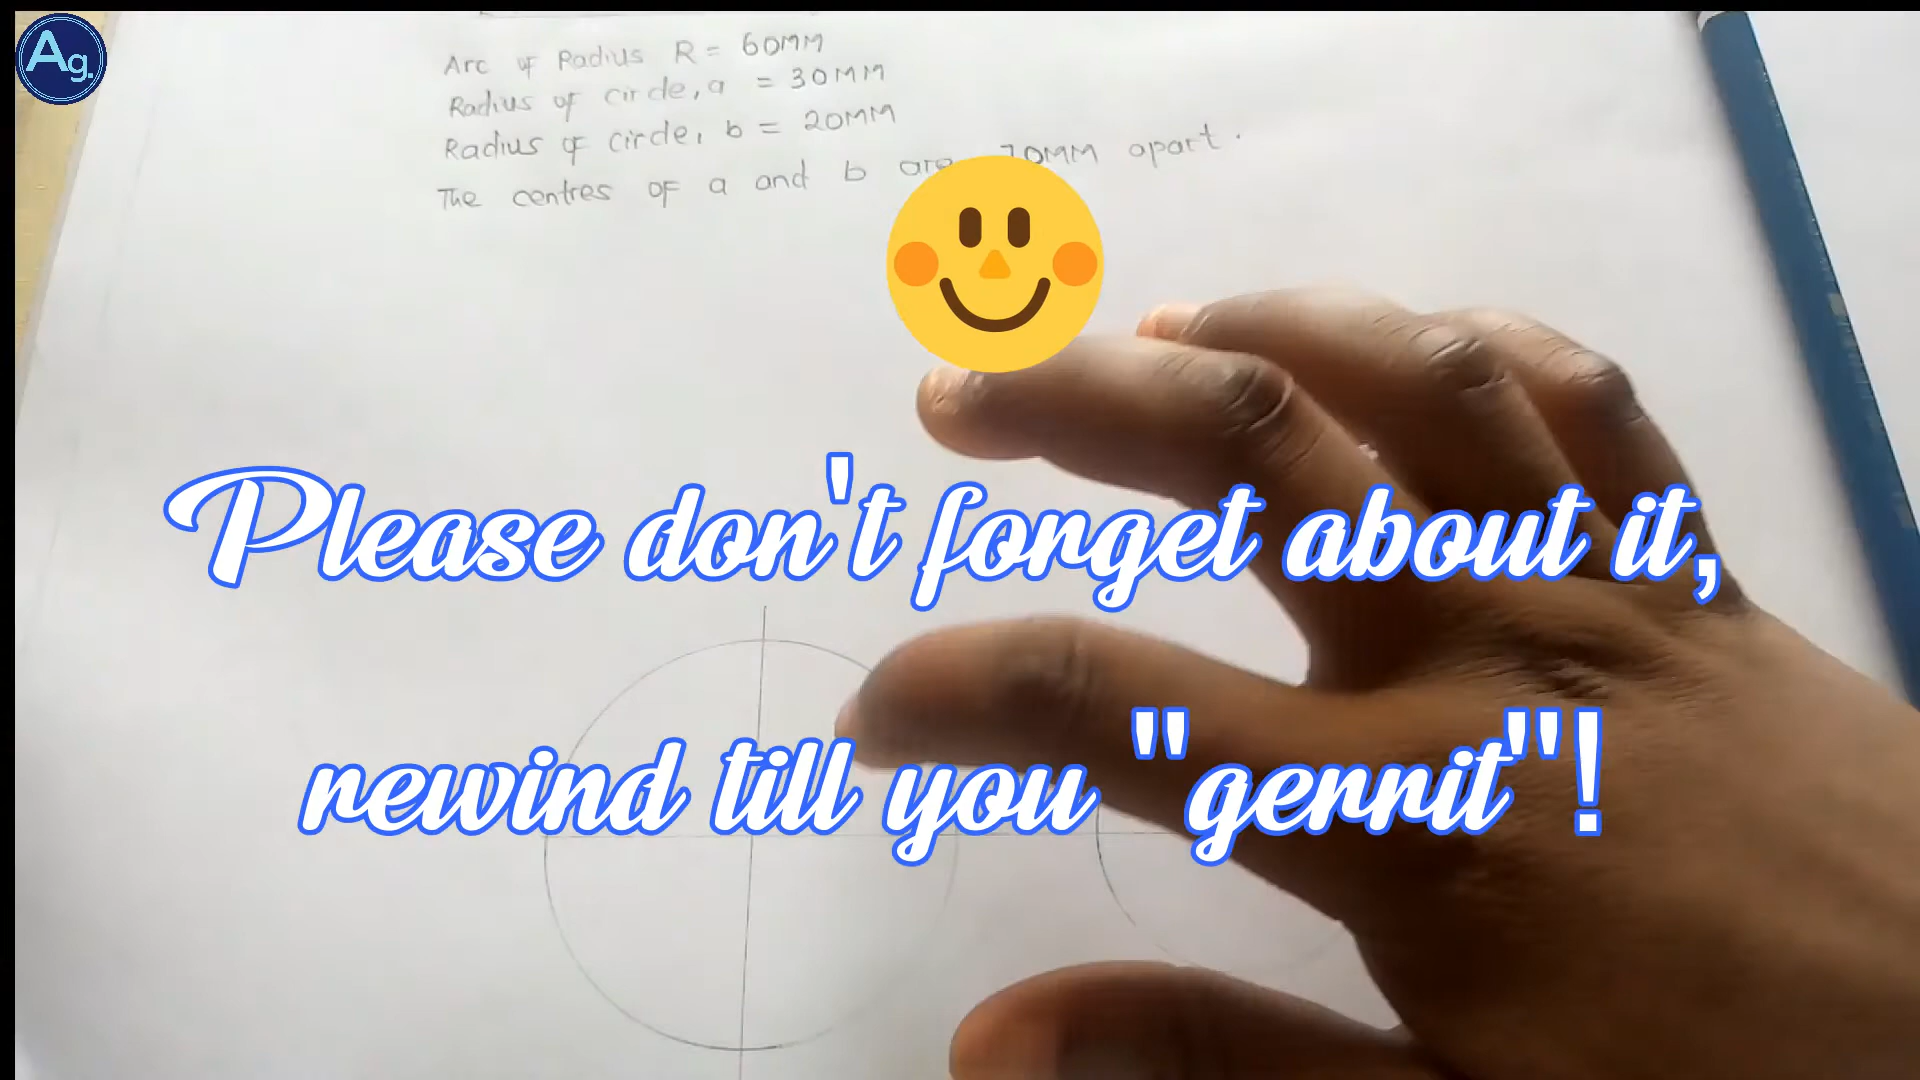 Ag.
Arc of Radius R = 60MM
Radius of circle, a = 30MM
Radius of circle, b = 20MM
The centres of a and b are 70MM apart.
Please don't forget about it,
rewind till you "gerrit"!